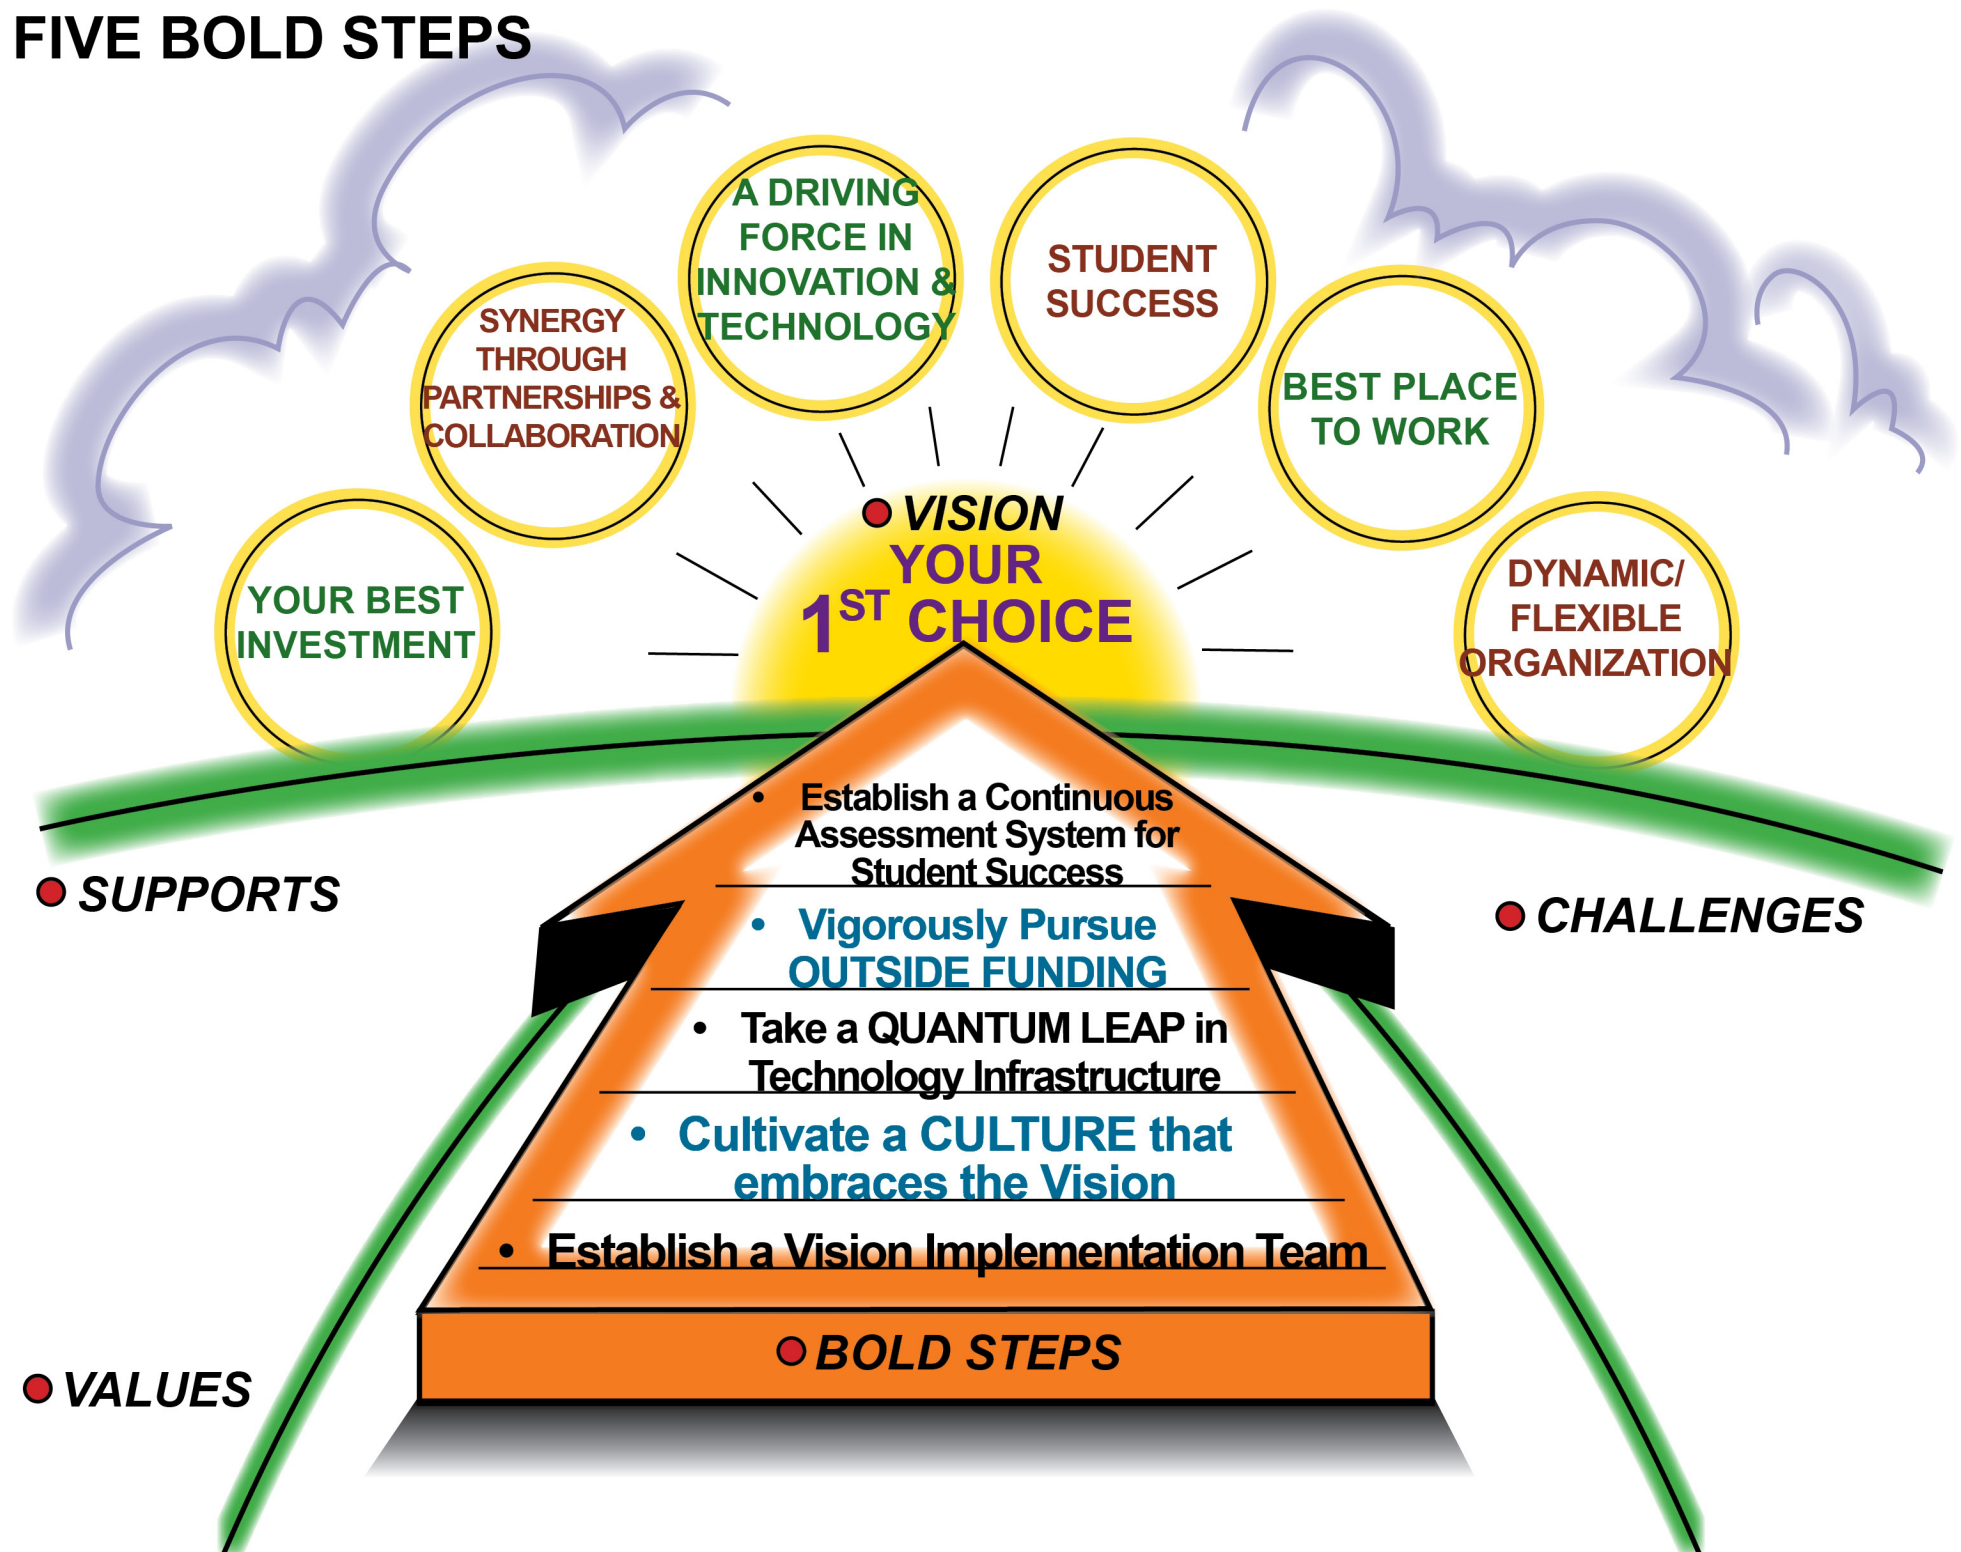 FIVE BOLD STEPS
A DRIVING
FORCE IN
INNOVATION &
TECHNOLOGY
STUDENT
SUCCESS
SYNERGY
THROUGH
PARTNERSHIPS &
COLLABORATION
BEST PLACE
TO WORK
YOUR BEST
INVESTMENT
DYNAMIC/
FLEXIBLE
ORGANIZATION
VISION
YOUR
1ST CHOICE
• Establish a Continuous
Assessment System for
Student Success
SUPPORTS
CHALLENGES
• Vigorously Pursue
OUTSIDE FUNDING
• Take a QUANTUM LEAP in
Technology Infrastructure
• Cultivate a CULTURE that
embraces the Vision
• Establish a Vision Implementation Team
BOLD STEPS
VALUES